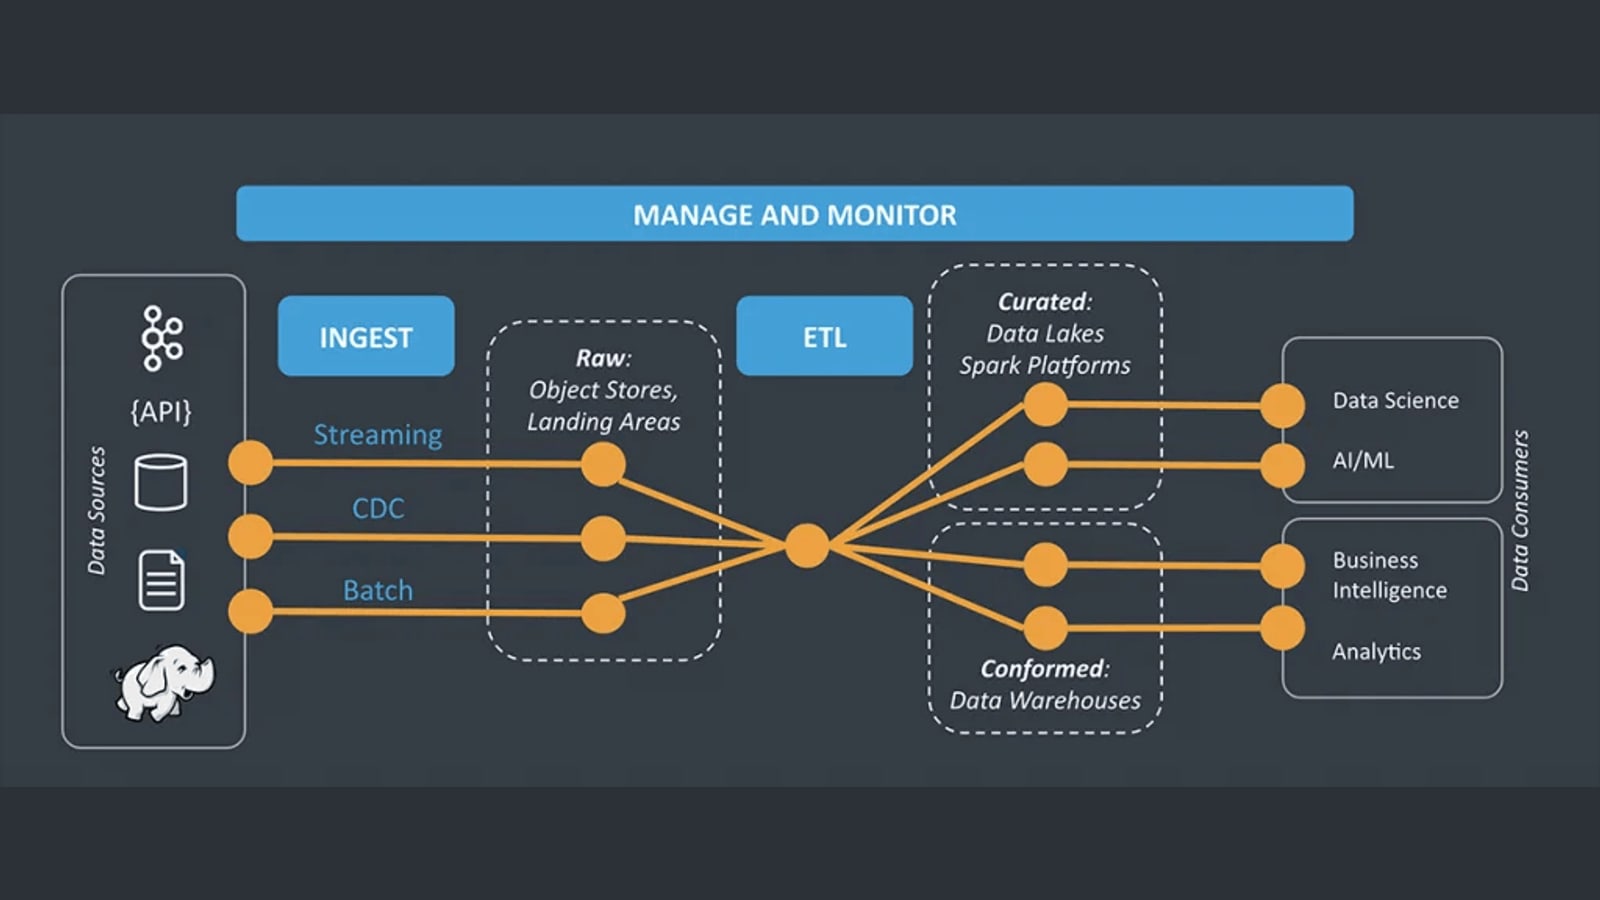 MANAGE AND MONITOR
Data Sources
{API}
INGEST
Streaming
CDC
Batch
Raw:
Object Stores,
Landing Areas
ETL
Curated:
Data Lakes
Spark Platforms
Conformed:
Data Warehouses
Data Science
AI/ML
Business
Intelligence
Analytics
Data Consumers